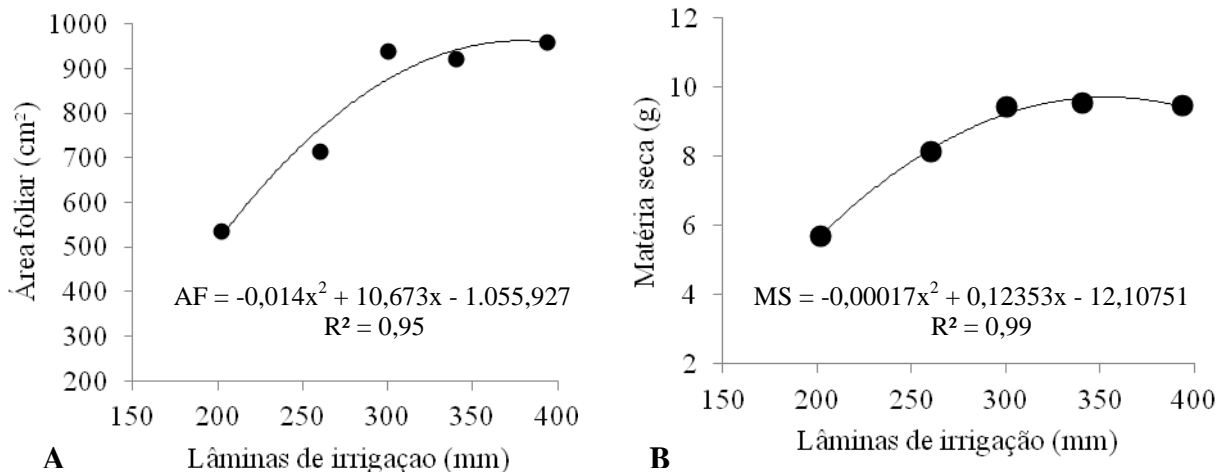 1000
900
800
700
600
500
400
300
200
Área foliar (cm²)
AF = -0,014x² + 10,673x - 1.055,927
R² = 0,95
150 200 250 300 350 400
Lâminas de irrigaçao (mm)
A
12
10
8
6
4
2
Matéria seca (g)
MS = -0,00017x² + 0,12353x - 12,10751
R² = 0,99
150 200 250 300 350 400
Lâminas de irrigação (mm)
B